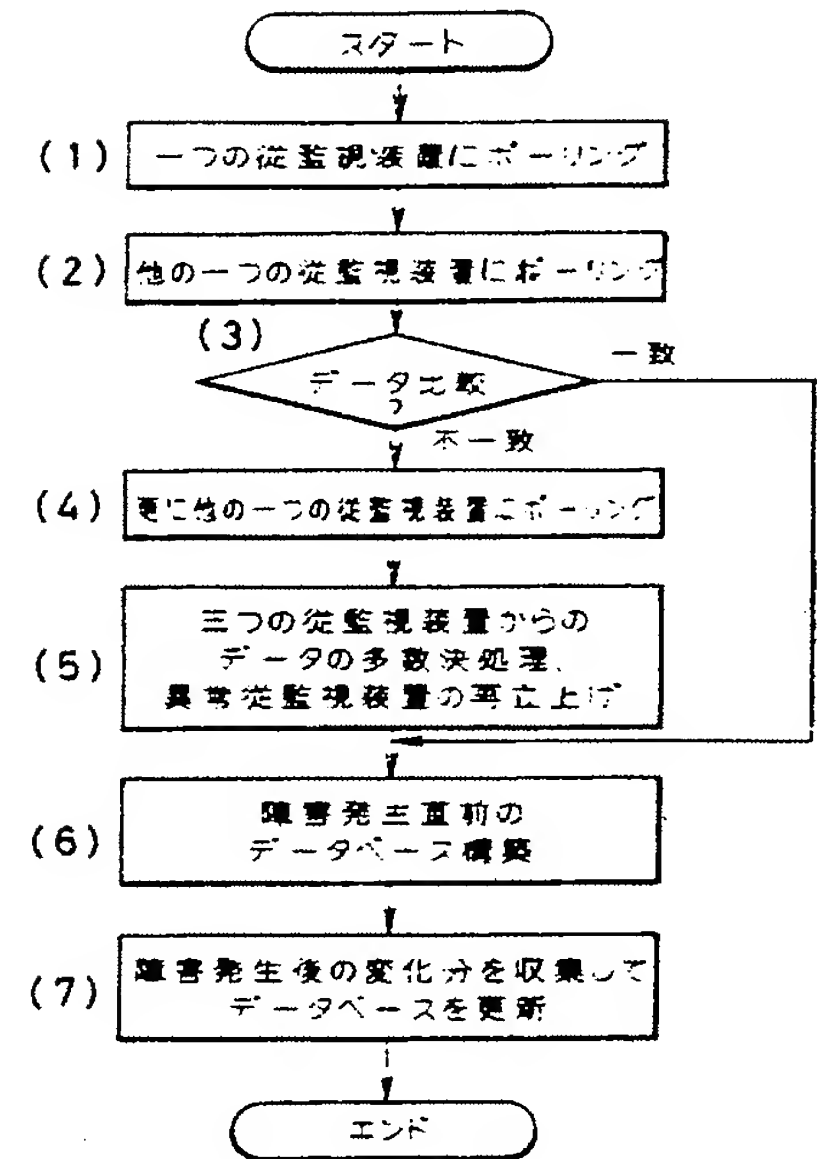 スタート
(1) 一つの従監視装置にポーリング
(2) 他の一つの従監視装置にポーリング
(3)
一致
データ比較
?
不一致
(4) 更に他の一つの従監視装置にポーリング
三つの従監視装置からの
(5) データの多数決処理、
異常従監視装置の再立上げ
障害発生直前の
(6) データベース構築
障害発生後の変化分を収集して
(7) データベースを更新
エンド